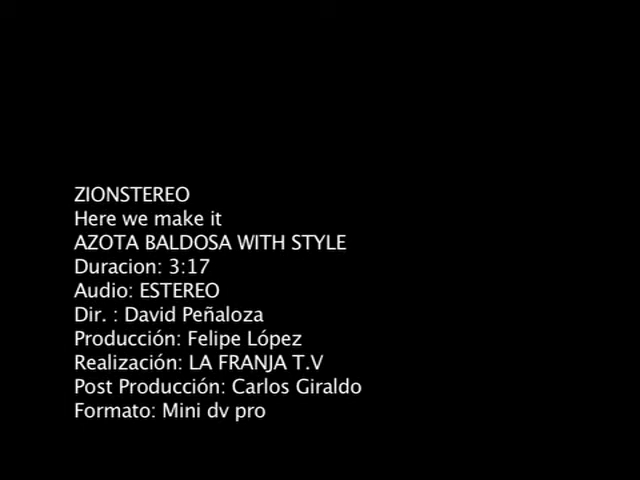 ZIONSTEREO
Here we make it
AZOTA BALDOSA WITH STYLE
Duracion: 3:17
Audio: ESTEREO
Dir. : David Peñaloza
Producción: Felipe López
Realización: LA FRANJA T.V
Post Producción: Carlos Giraldo
Formato: Mini dv pro